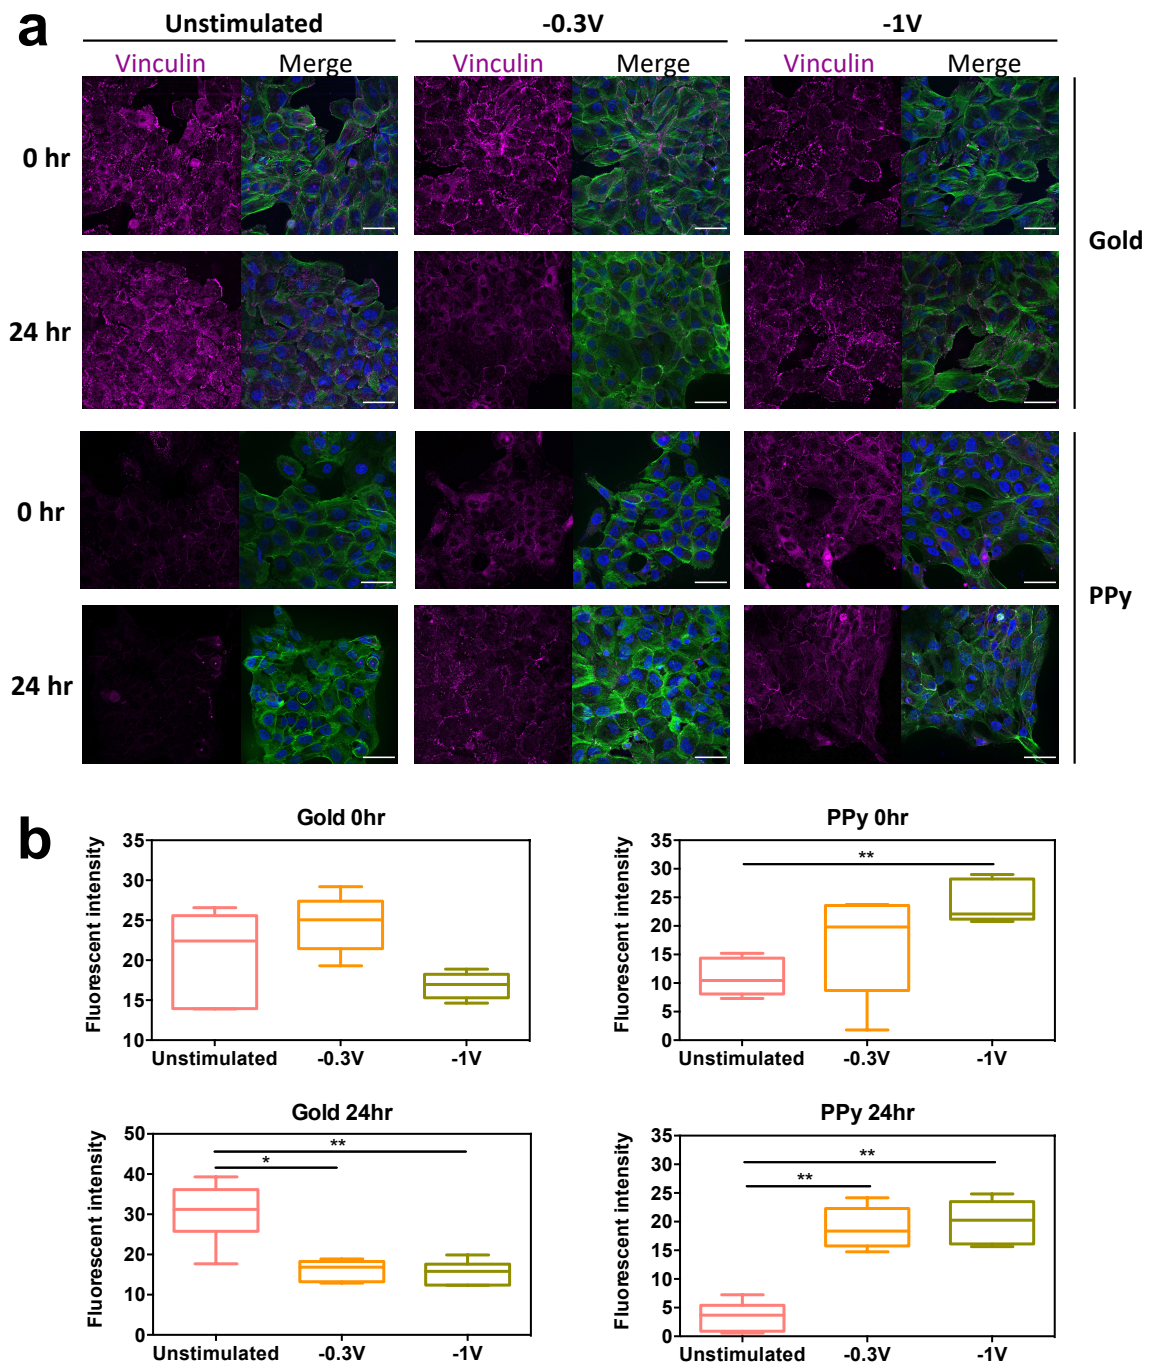 a
Unstimulated -0.3V -1V
Vinculin Merge Vinculin Merge Vinculin Merge
0 hr
Gold
24 hr
0 hr
PPy
24 hr
b
Gold 0hr
Fluorescent intensity
35
30
25
20
15
10
Unstimulated -0.3V -1V
PPy 0hr
Fluorescent intensity
35
30
25
20
15
10
5
0
**
Unstimulated -0.3V -1V
Gold 24hr
Fluorescent intensity
50
40
30
20
10
0
**
*
Unstimulated -0.3V -1V
PPy 24hr
Fluorescent intensity
35
30
25
20
15
10
5
0
**
**
Unstimulated -0.3V -1V